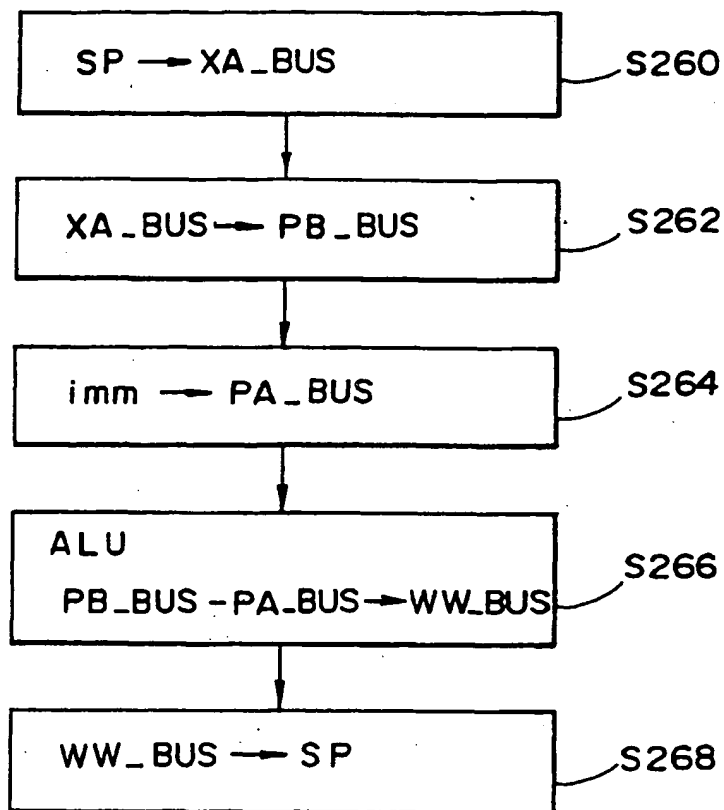 SP → XA_BUS
S260
XA_BUS → PB_BUS
S262
imm → PA_BUS
S264
ALU
PB_BUS - PA_BUS → WW_BUS
S266
WW_BUS → SP
S268